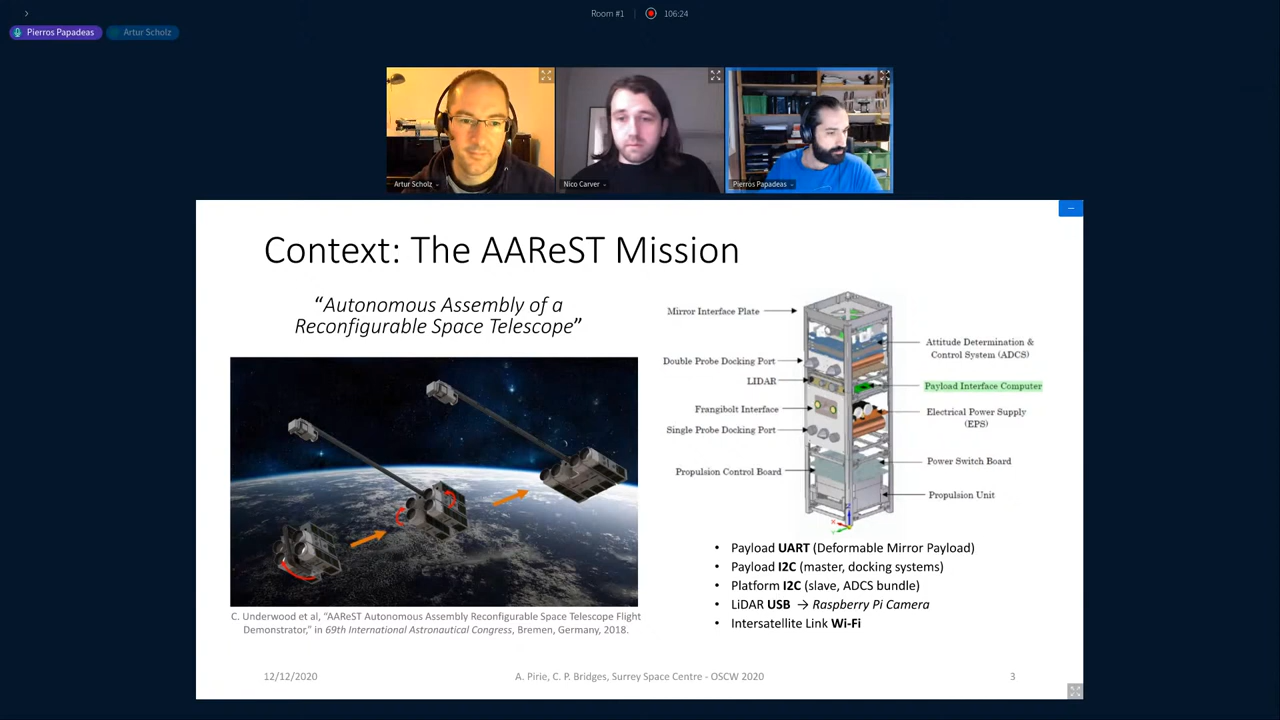 Room #1
106:24
Pierros Papadeas
Artur Scholz
Artur Scholz
Nico Carver
Pierros Papadeas
Context: The AAReST Mission
“Autonomous Assembly of a
Reconfigurable Space Telescope”
C. Underwood et al, “AAReST Autonomous Assembly Reconfigurable Space Telescope Flight
Demonstrator,” in 69th International Astronautical Congress, Bremen, Germany, 2018.
Mirror Interface Plate
Double Probe Docking Port
LIDAR
Frangibolt Interface
Single Probe Docking Port
Propulsion Control Board
Attitude Determination &
Control System (ADCS)
Payload Interface Computer
Electrical Power Supply
(EPS)
Power Switch Board
Propulsion Unit
• Payload UART (Deformable Mirror Payload)
• Payload I2C (master, docking systems)
• Platform I2C (slave, ADCS bundle)
• LiDAR USB → Raspberry Pi Camera
• Intersatellite Link Wi-Fi
12/12/2020
A. Pirie, C. P. Bridges, Surrey Space Centre - OSCW 2020
3